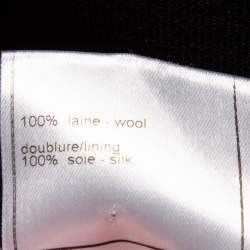 100% laine - wool
doublure/lining
100% soie - silk